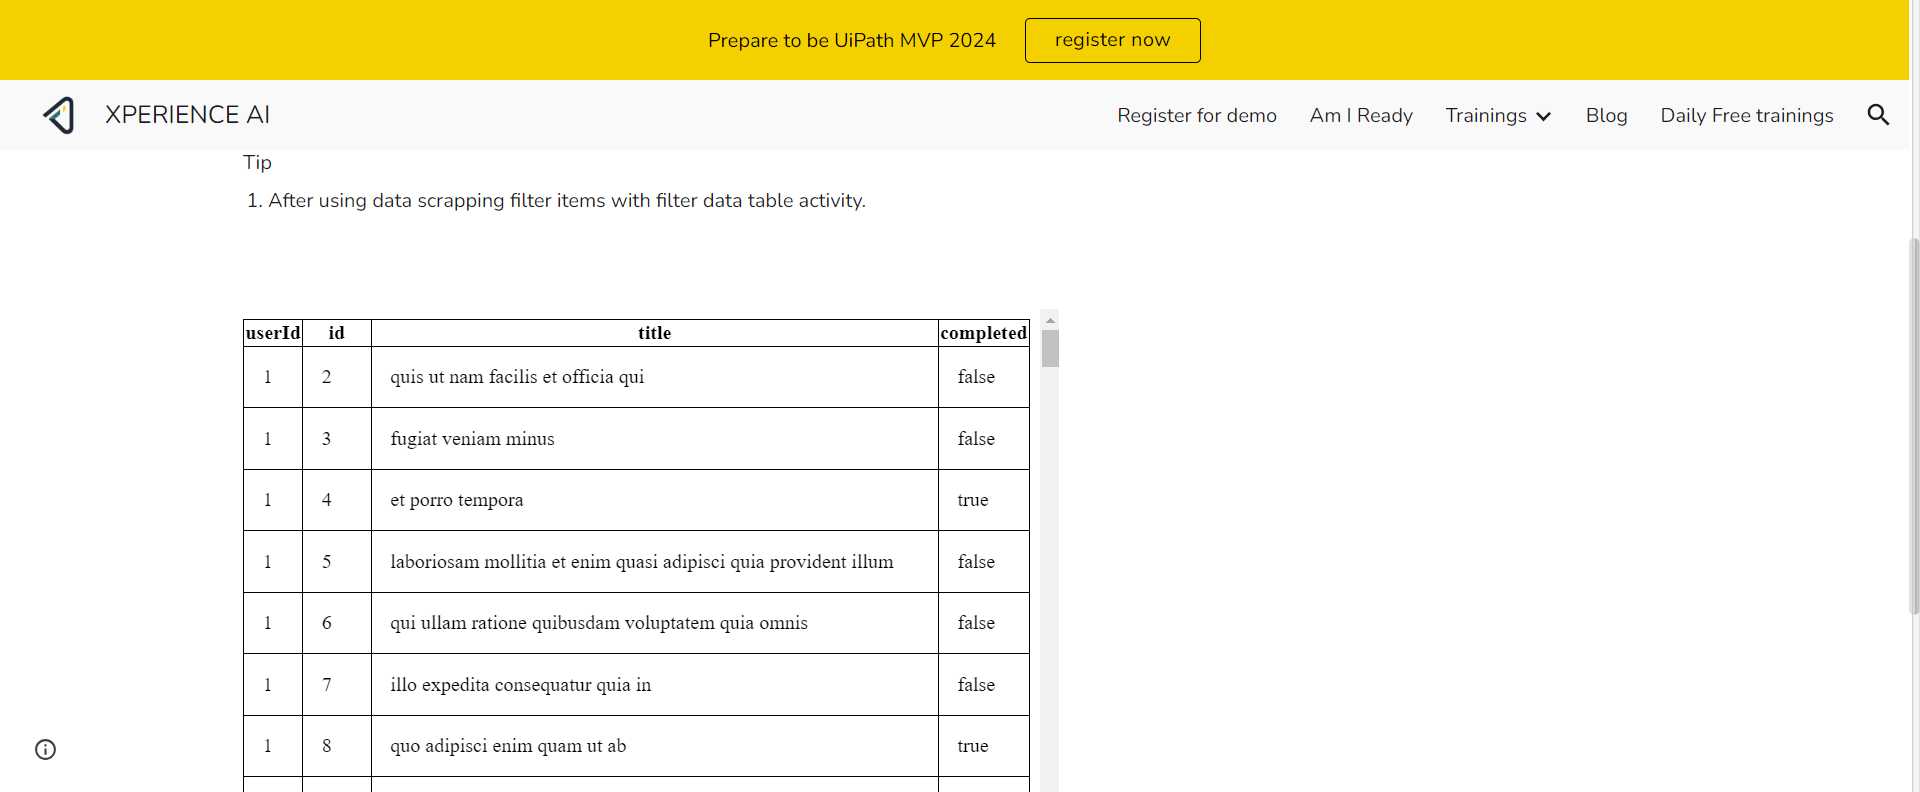 Prepare to be UiPath MVP 2024 register now
XPERIENCE AI Register for demo Am I Ready Trainings Blog Daily Free trainings
Tip
1. After using data scrapping filter items with filter data table activity.
userId id title completed
1 2 quis ut nam facilis et officia qui false
1 3 fugiat veniam minus false
1 4 et porro tempora true
1 5 laboriosam mollitia et enim quasi adipisci quia provident illum false
1 6 qui ullam ratione quibusdam voluptatem quia omnis false
1 7 illo expedita consequatur quia in false
1 8 quo adipisci enim quam ut ab true